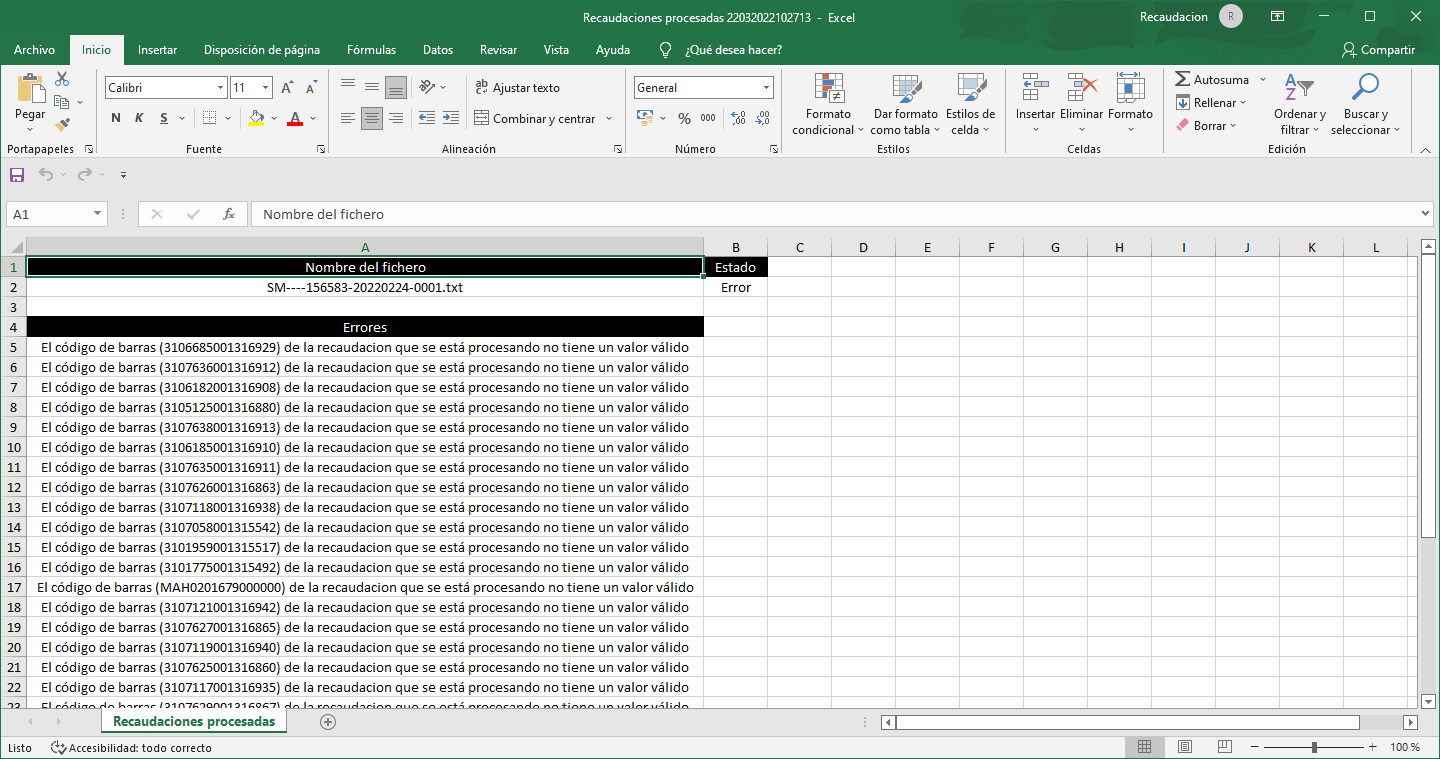 Recaudaciones procesadas 22032022102713 - Excel
Recaudacion R
Archivo Inicio Insertar Disposición de página Fórmulas Datos Revisar Vista Ayuda ¿Qué desea hacer? Compartir
Pegar
Portapapeles
Calibri 11
N K S
Fuente
Ajustar texto
Combinar y centrar
Alineación
General
% 000
Número
Formato condicional
Dar formato como tabla
Estilos de celda
Estilos
Insertar Eliminar Formato
Celdas
Autosuma
Rellenar
Borrar
Ordenar y filtrar
Buscar y seleccionar
Edición
A1 fx Nombre del fichero
A B C D E F G H I J K L
1 Nombre del fichero Estado
2 SM----156583-20220224-0001.txt Error
3
4 Errores
5 El código de barras (3106685001316929) de la recaudacion que se está procesando no tiene un valor válido
6 El código de barras (3107636001316912) de la recaudacion que se está procesando no tiene un valor válido
7 El código de barras (3106182001316908) de la recaudacion que se está procesando no tiene un valor válido
8 El código de barras (3105125001316880) de la recaudacion que se está procesando no tiene un valor válido
9 El código de barras (3107638001316913) de la recaudacion que se está procesando no tiene un valor válido
10 El código de barras (3106185001316910) de la recaudacion que se está procesando no tiene un valor válido
11 El código de barras (3107635001316911) de la recaudacion que se está procesando no tiene un valor válido
12 El código de barras (3107626001316863) de la recaudacion que se está procesando no tiene un valor válido
13 El código de barras (3107118001316938) de la recaudacion que se está procesando no tiene un valor válido
14 El código de barras (3107058001315542) de la recaudacion que se está procesando no tiene un valor válido
15 El código de barras (3101959001315517) de la recaudacion que se está procesando no tiene un valor válido
16 El código de barras (3101775001315492) de la recaudacion que se está procesando no tiene un valor válido
17 El código de barras (MAH0201679000000) de la recaudacion que se está procesando no tiene un valor válido
18 El código de barras (3107121001316942) de la recaudacion que se está procesando no tiene un valor válido
19 El código de barras (3107627001316865) de la recaudacion que se está procesando no tiene un valor válido
20 El código de barras (3107119001316940) de la recaudacion que se está procesando no tiene un valor válido
21 El código de barras (3107625001316860) de la recaudacion que se está procesando no tiene un valor válido
22 El código de barras (3107117001316935) de la recaudacion que se está procesando no tiene un valor válido
23 El código de barras (3107629001316867) de la recaudacion que se está procesando no tiene un valor válido
Recaudaciones procesadas
Listo Accesibilidad: todo correcto 100 %